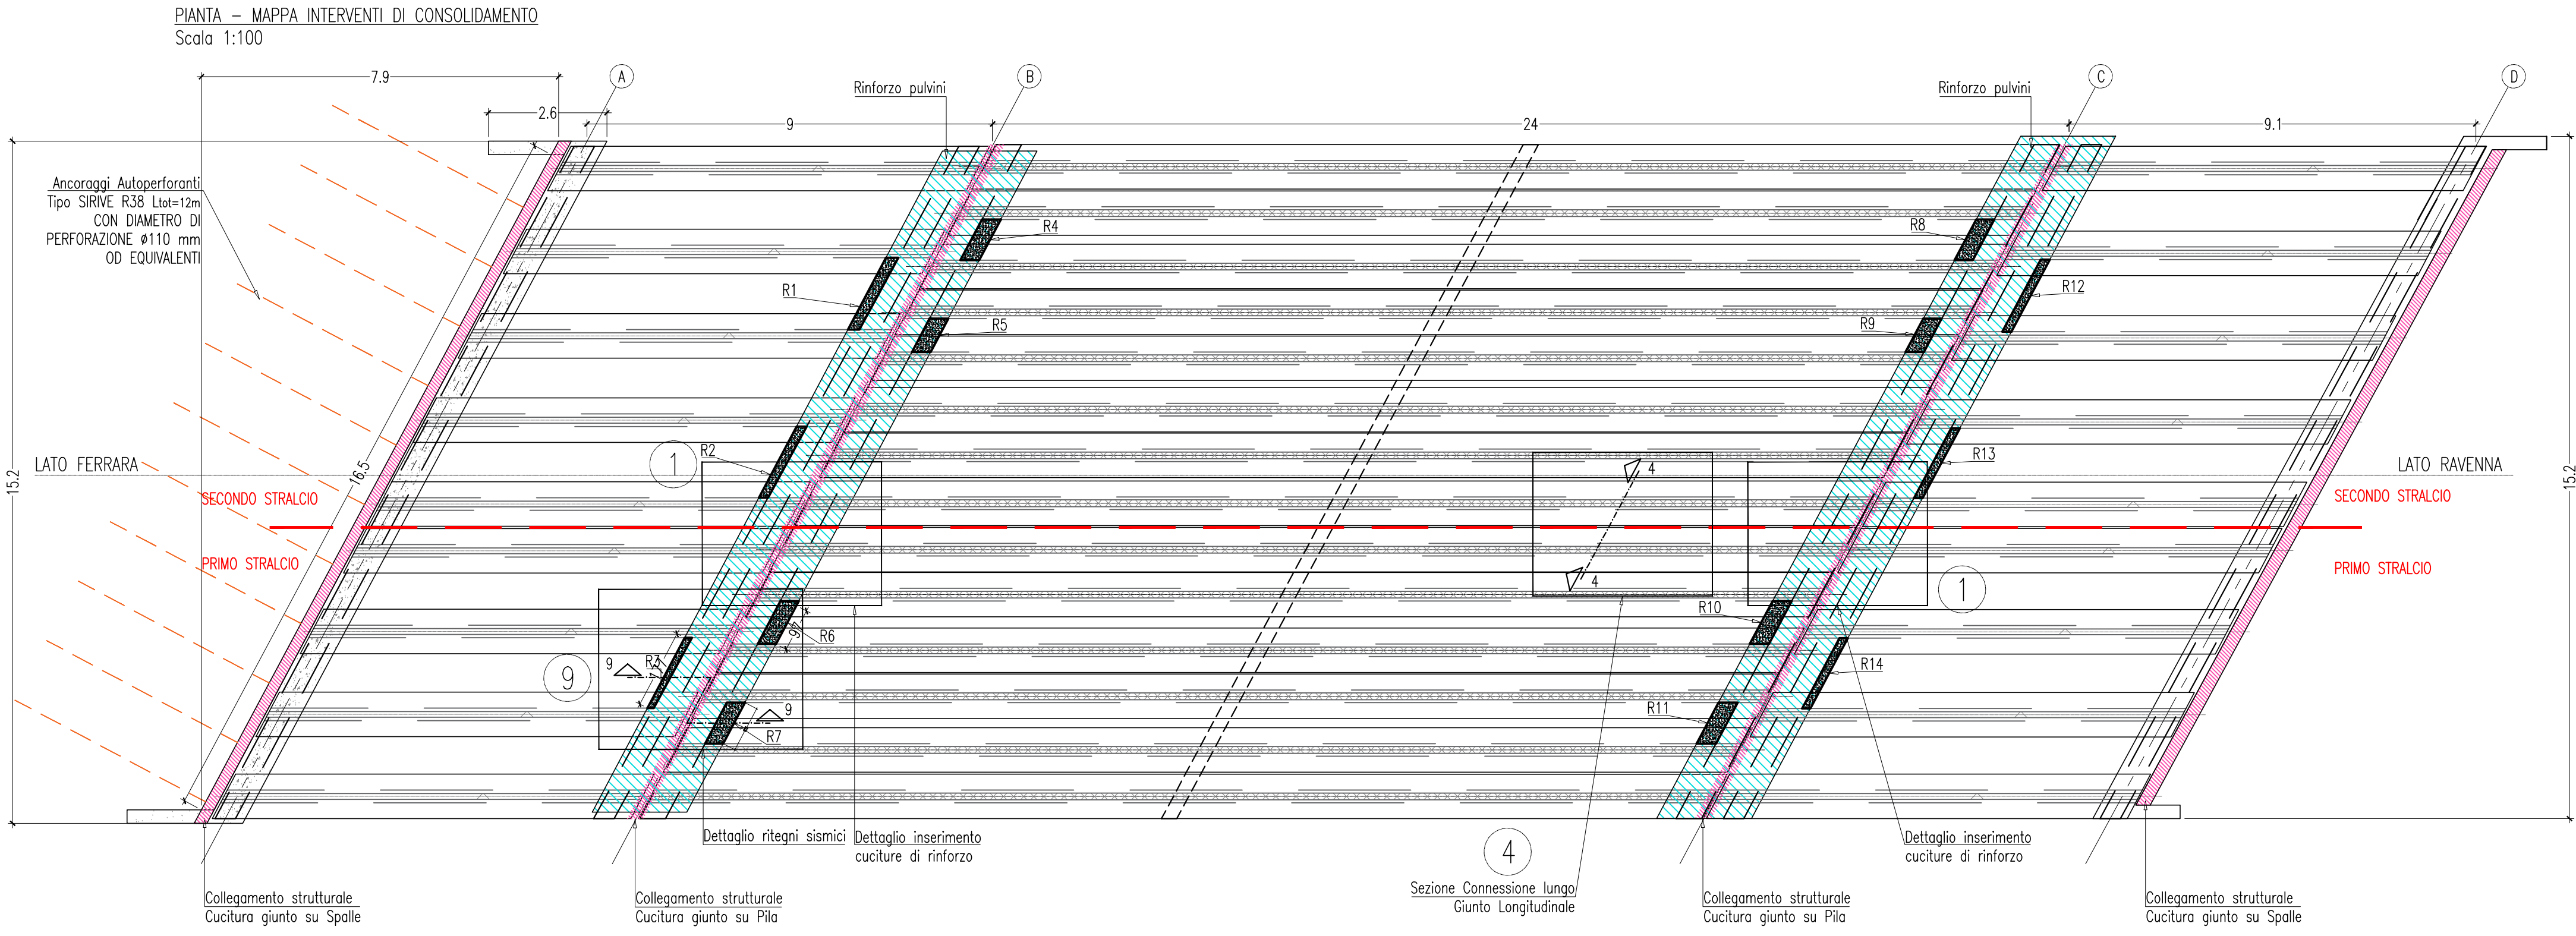 PIANTA – MAPPA INTERVENTI DI CONSOLIDAMENTO
Scala 1:100
7.9
2.6
A
9
Rinforzo pulvini
B
24
Rinforzo pulvini
C
9.1
D
Ancoraggi Autoperforanti
Tipo SIRIVE R38 Ltot=12m
CON DIAMETRO DI
PERFORAZIONE ø110 mm
OD EQUIVALENTI
R4
R8
R1
R12
R5
R9
16.5
15.2
15.2
1
R2
R13
4
LATO FERRARA
LATO RAVENNA
SECONDO STRALCIO
SECONDO STRALCIO
PRIMO STRALCIO
PRIMO STRALCIO
4
1
R10
R6
9
R3
9
R14
R11
9
R7
Dettaglio ritegni sismici
Dettaglio inserimento
cuciture di rinforzo
Dettaglio inserimento
cuciture di rinforzo
4
Sezione Connessione lungo
Giunto Longitudinale
Collegamento strutturale
Cucitura giunto su Spalle
Collegamento strutturale
Cucitura giunto su Pila
Collegamento strutturale
Cucitura giunto su Pila
Collegamento strutturale
Cucitura giunto su Spalle